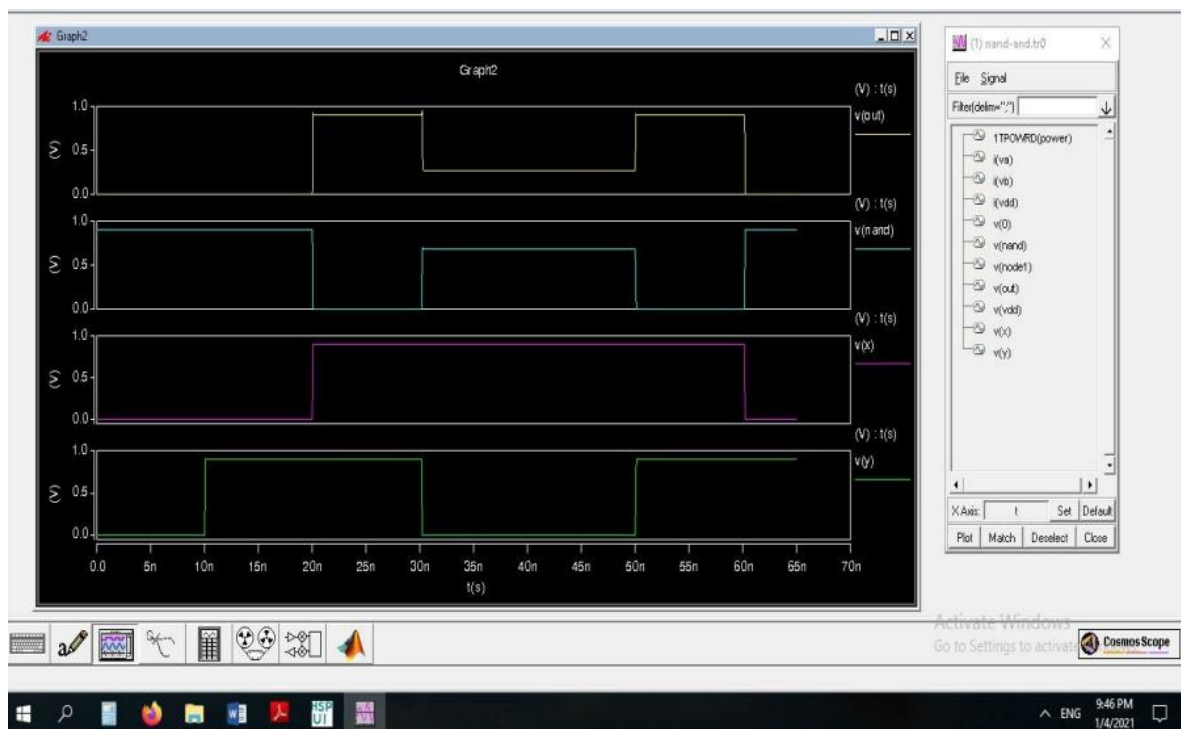 Graph2
Graph2
(V) : t(s)
v(out)
1.0
(V)
0.5
0.0
(V) : t(s)
v(nand)
1.0
(V)
0.5
0.0
(V) : t(s)
v(x)
1.0
(V)
0.5
0.0
(V) : t(s)
v(y)
1.0
(V)
0.5
0.0
0.0 5n 10n 15n 20n 25n 30n 35n 40n 45n 50n 55n 60n 65n 70n
t(s)
(1) nand-and.tr0
File Signal
Filter(delim=";")
1TPOWRD(power)
i(va)
i(vb)
i(vdd)
v(0)
v(nand)
v(node1)
v(out)
v(vdd)
v(x)
v(y)
X Axis: t Set Default
Plot Match Deselect Close
Activate Windows
Go to Settings to activate
CosmosScope
HSP
UI
ENG
9:46 PM
1/4/2021